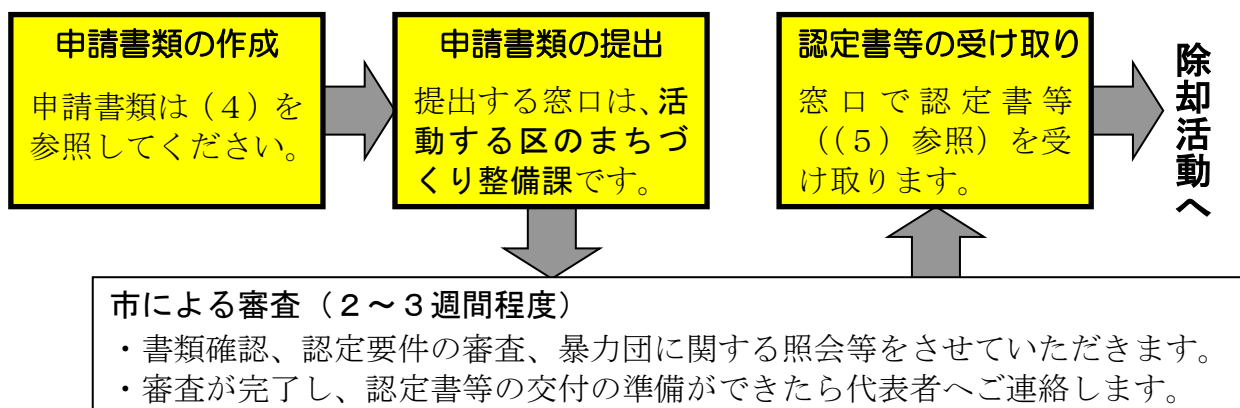 申請書類の作成
申請書類は（４）を
参照してください。
申請書類の提出
提出する窓口は、活
動する区のまちづ
くり整備課です。
認定書等の受け取り
窓口で認定書等
（（５）参照）を受
け取ります。
除却活動へ
市による審査（２～３週間程度）
・書類確認、認定要件の審査、暴力団に関する照会等をさせていただきます。
・審査が完了し、認定書等の交付の準備ができたら代表者へご連絡します。